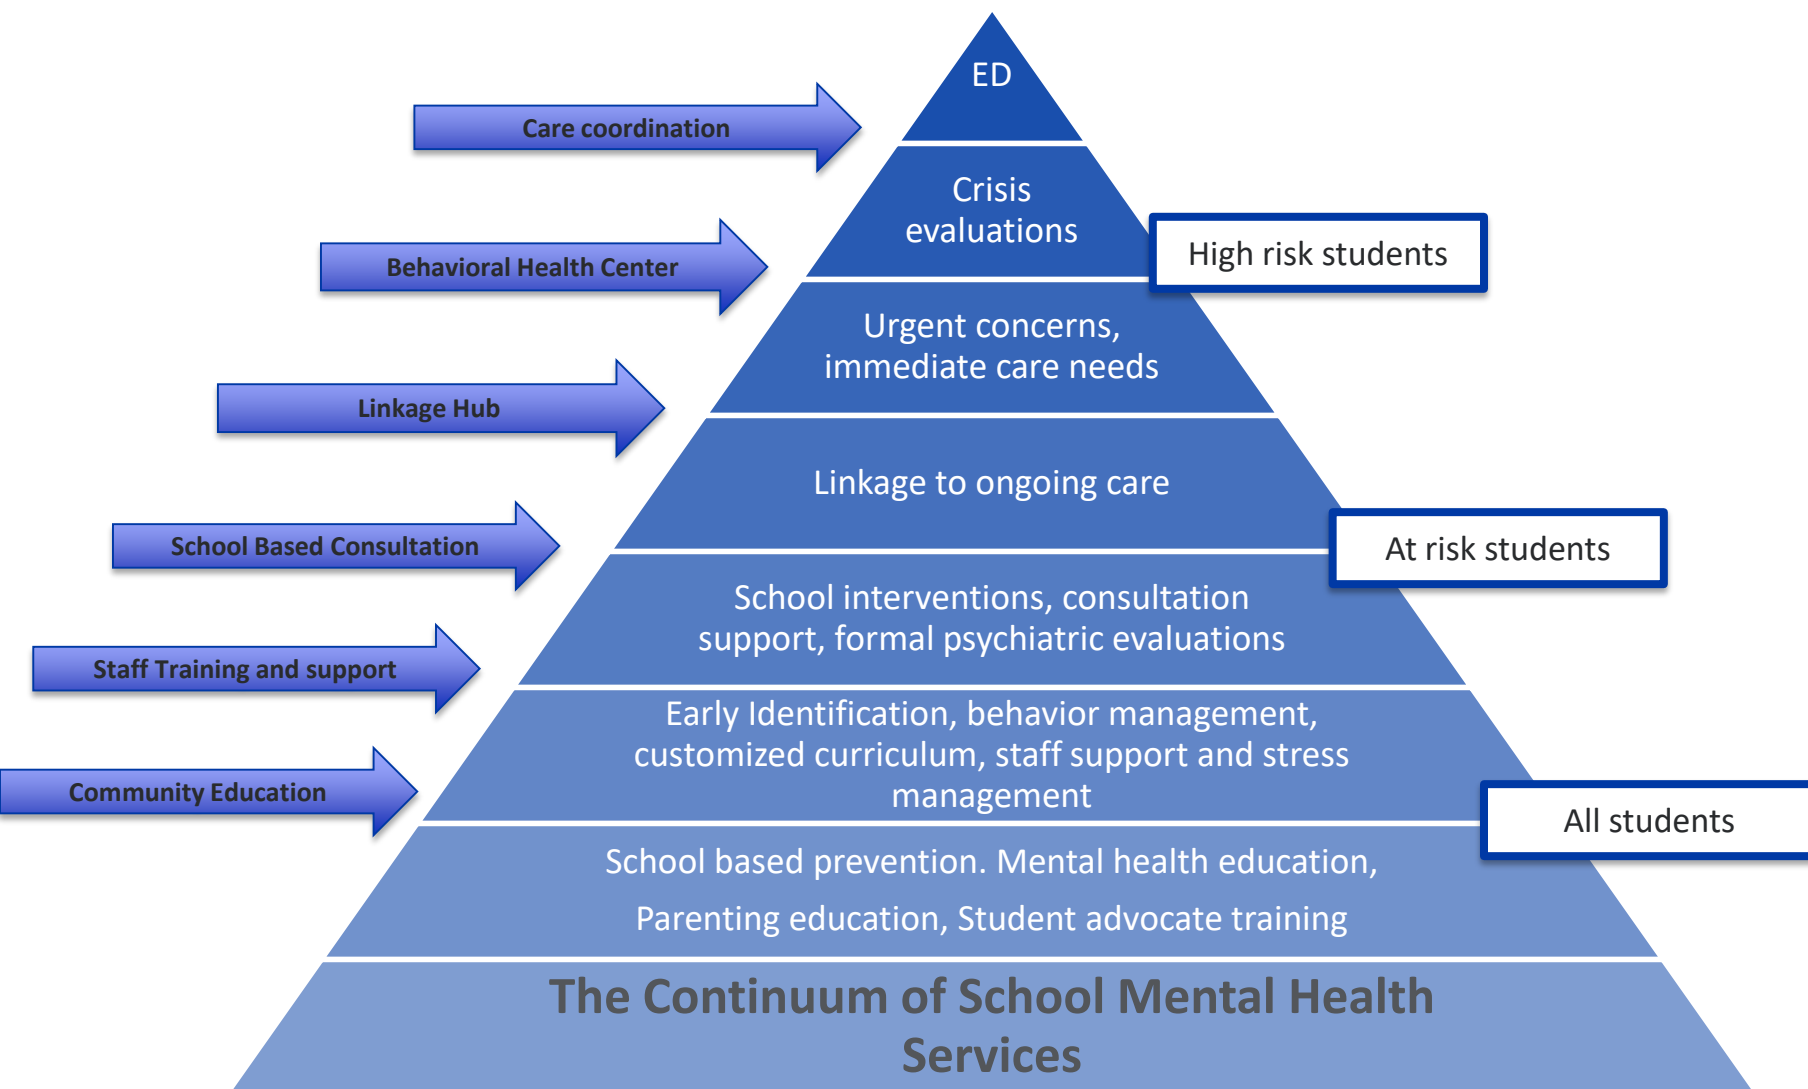 ED
Care coordination
Crisis
evaluations
High risk students
Behavioral Health Center
Urgent concerns,
immediate care needs
Linkage Hub
Linkage to ongoing care
School Based Consultation
At risk students
School interventions, consultation
support, formal psychiatric evaluations
Staff Training and support
Early Identification, behavior management,
customized curriculum, staff support and stress
management
Community Education
All students
School based prevention. Mental health education,
Parenting education, Student advocate training
The Continuum of School Mental Health
Services